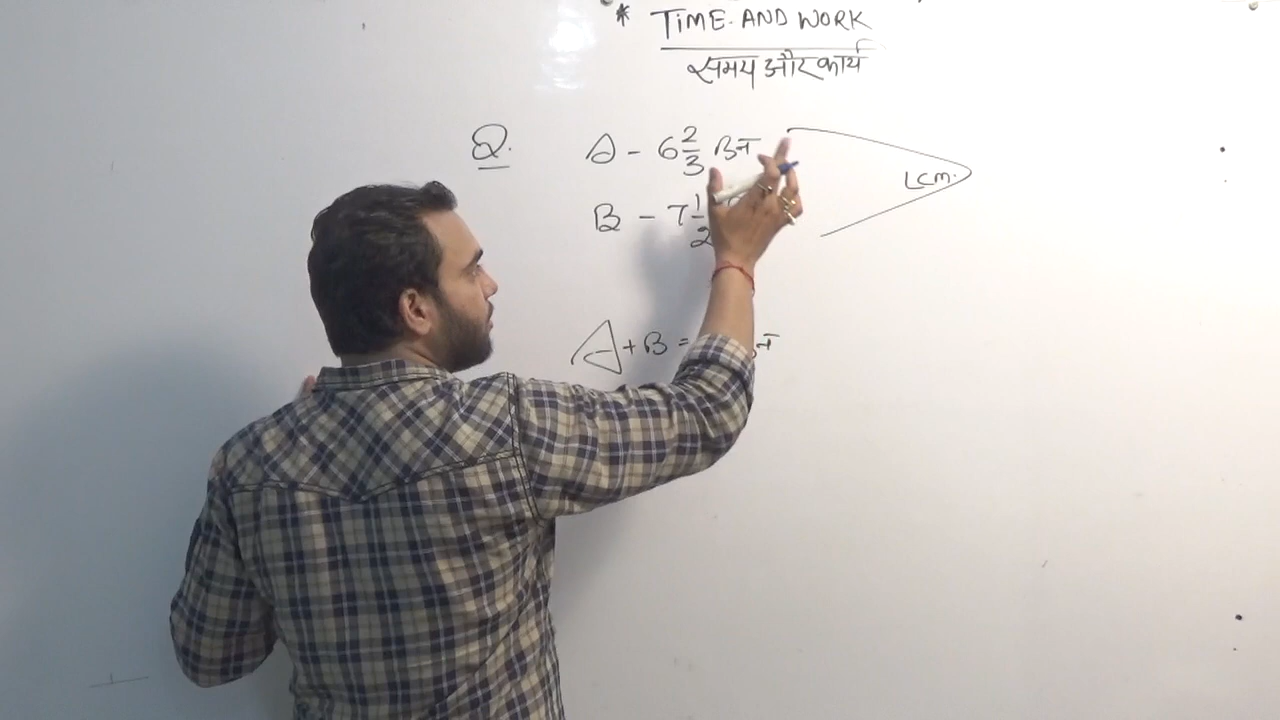 * TIME AND WORK
समय और कार्य
Q. A - 6 2/3
LCM.
B - 7 1/2
A + B =